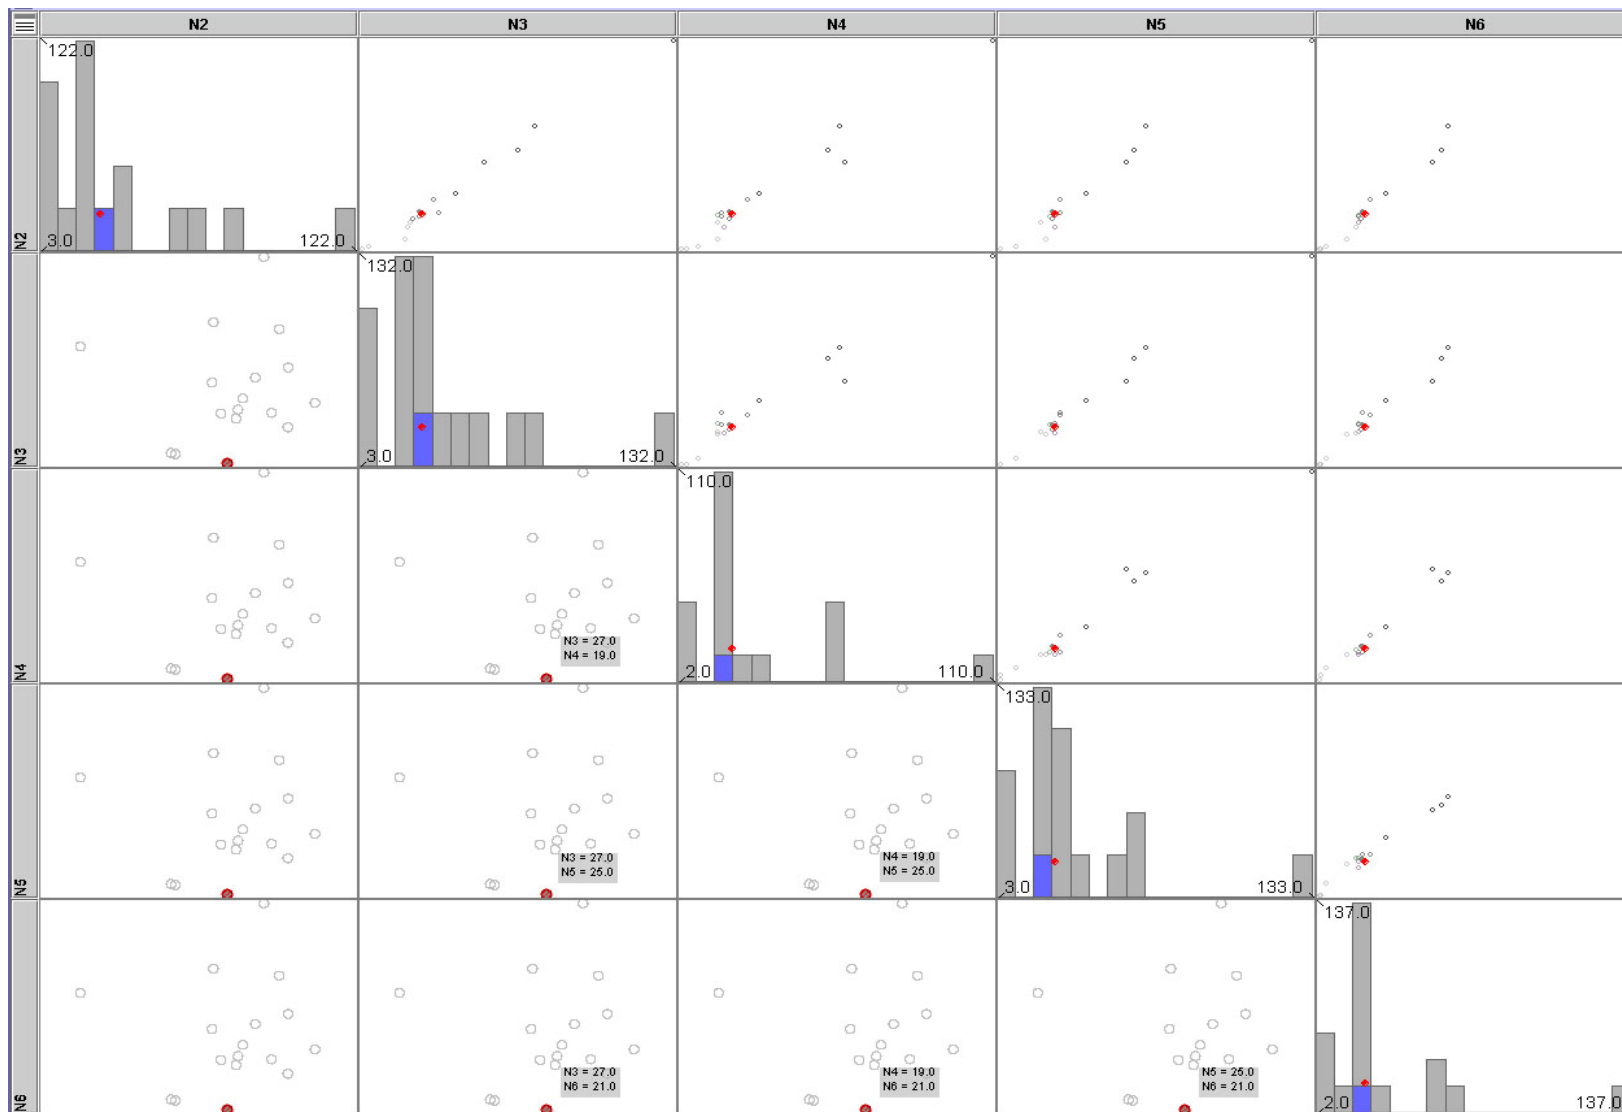 N2 N3 N4 N5 N6
122.0
N2
3.0 122.0
132.0
N3
3.0 132.0
110.0
N4
N3 = 27.0
N4 = 19.0
2.0 110.0
133.0
N5
N3 = 27.0
N5 = 25.0
N4 = 19.0
N5 = 25.0
3.0 133.0
137.0
N6
N3 = 27.0
N6 = 21.0
N4 = 19.0
N6 = 21.0
N5 = 25.0
N6 = 21.0
2.0 137.0